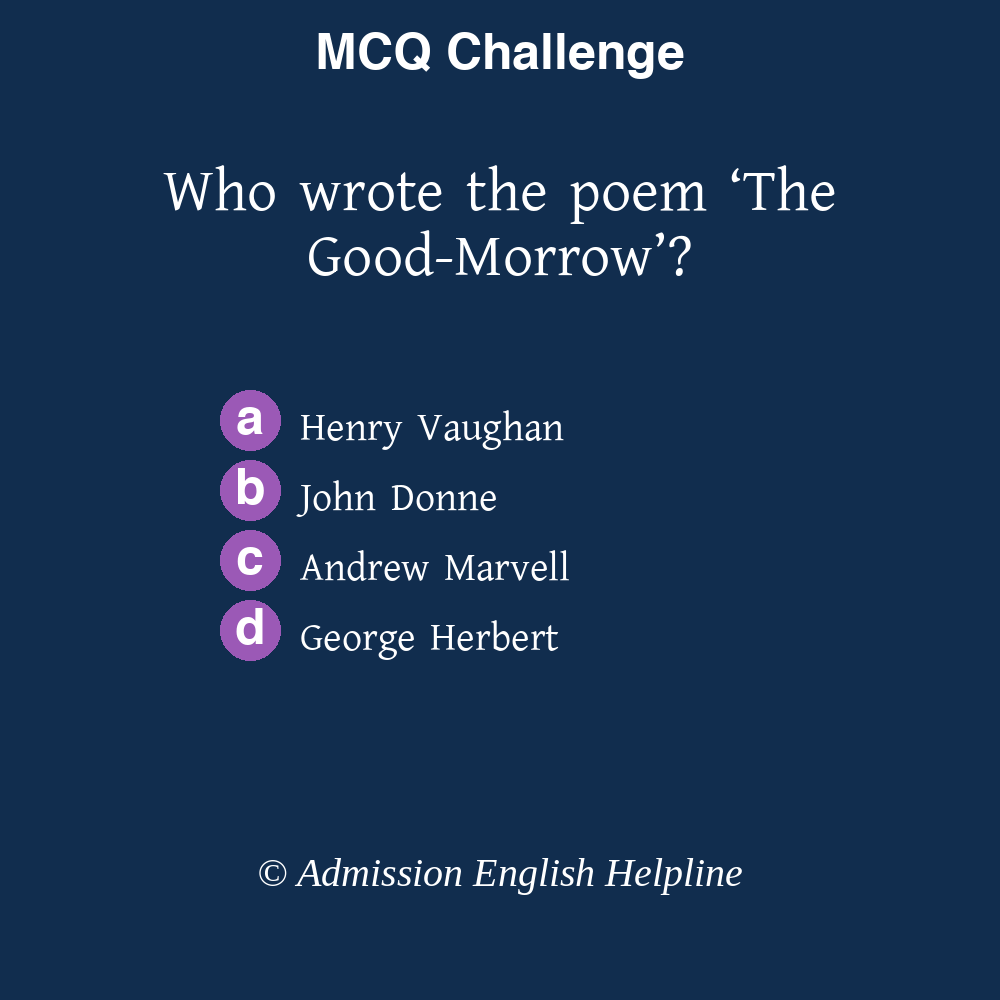 MCQ Challenge
Who wrote the poem ‘The
Good-Morrow’?
a Henry Vaughan
b John Donne
c Andrew Marvell
d George Herbert
© Admission English Helpline